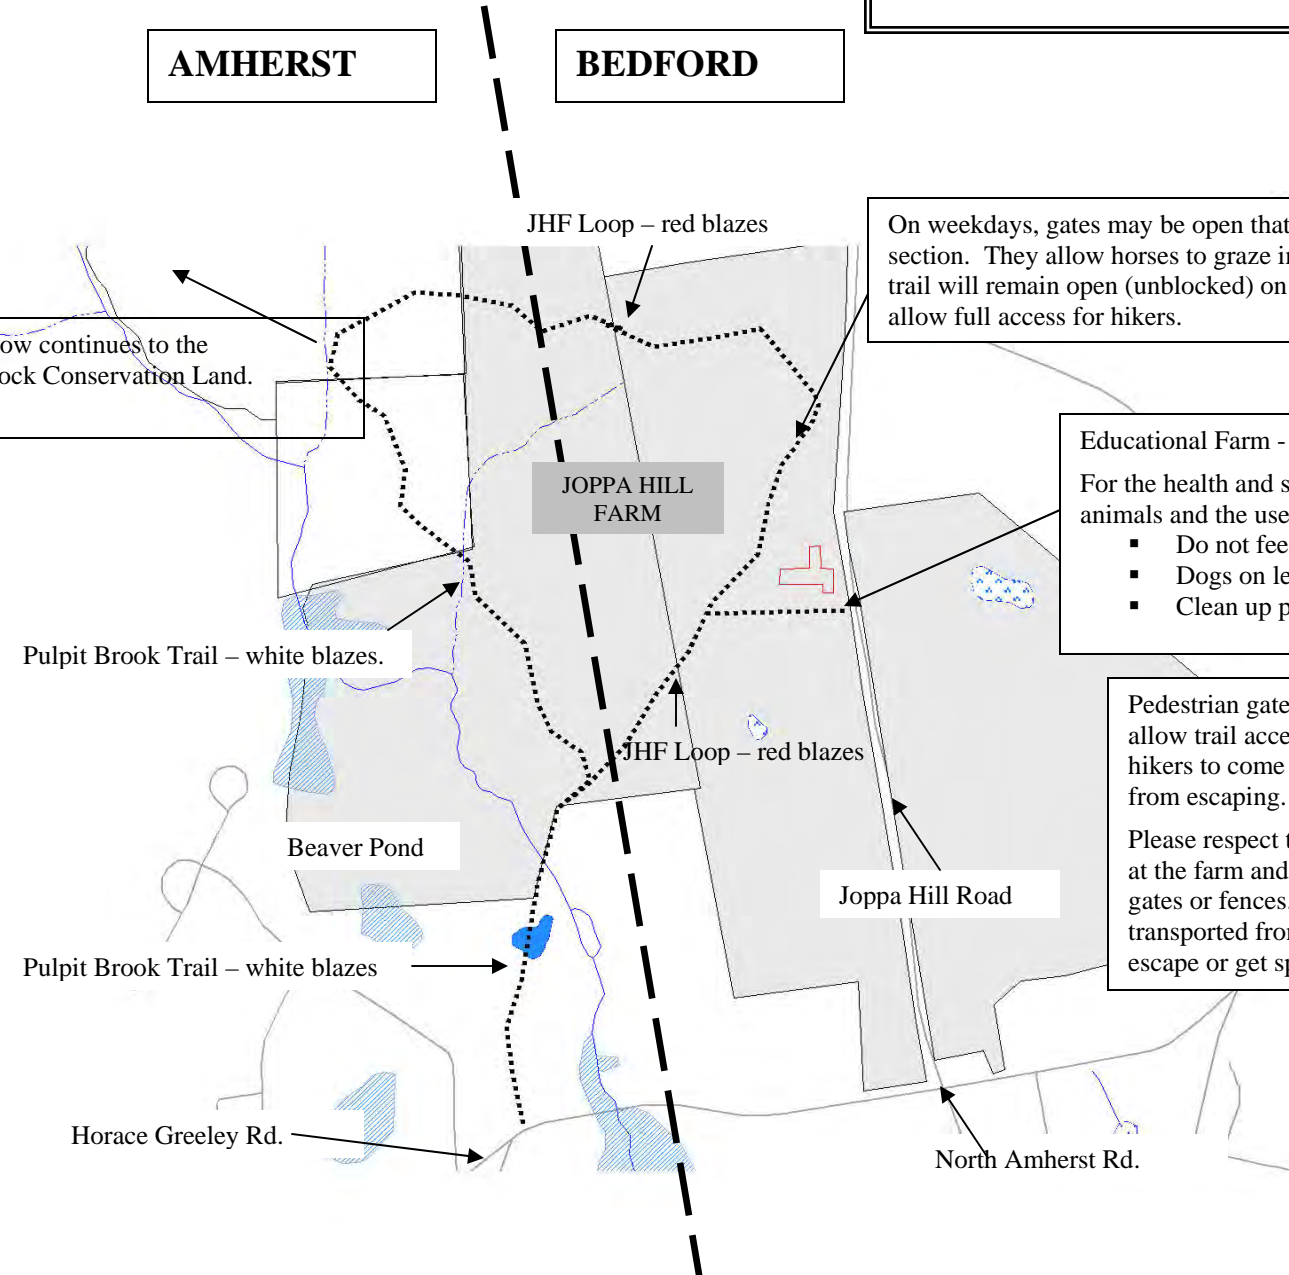 AMHERST
BEDFORD
JHF Loop – red blazes
On weekdays, gates may be open that
section. They allow horses to graze in
trail will remain open (unblocked) on
allow full access for hikers.
ow continues to the
ock Conservation Land.
Educational Farm -
For the health and s
animals and the use
▪ Do not fee
▪ Dogs on le
▪ Clean up p
JOPPA HILL
FARM
Pulpit Brook Trail – white blazes.
Pedestrian gate
allow trail acce
hikers to come
from escaping.
Please respect t
at the farm and
gates or fences.
transported fro
escape or get sp
JHF Loop – red blazes
Beaver Pond
Joppa Hill Road
Pulpit Brook Trail – white blazes
Horace Greeley Rd.
North Amherst Rd.